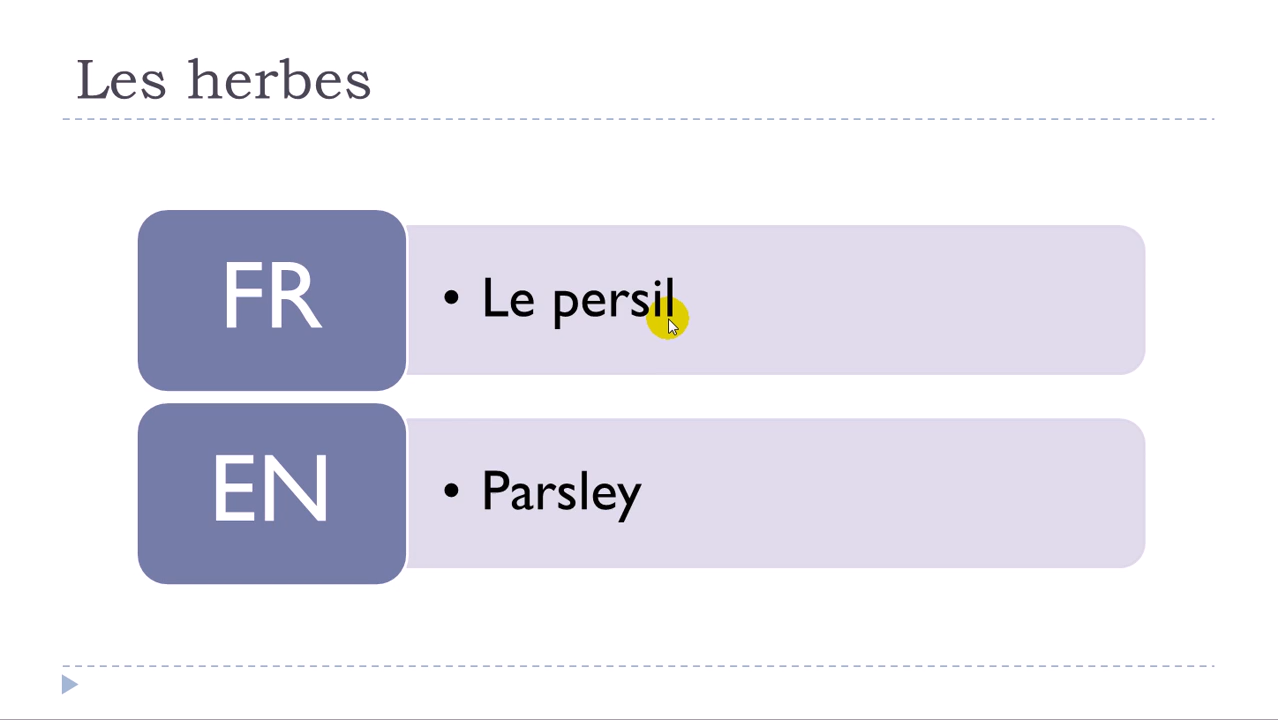 Les herbes
FR
• Le persil
EN
• Parsley